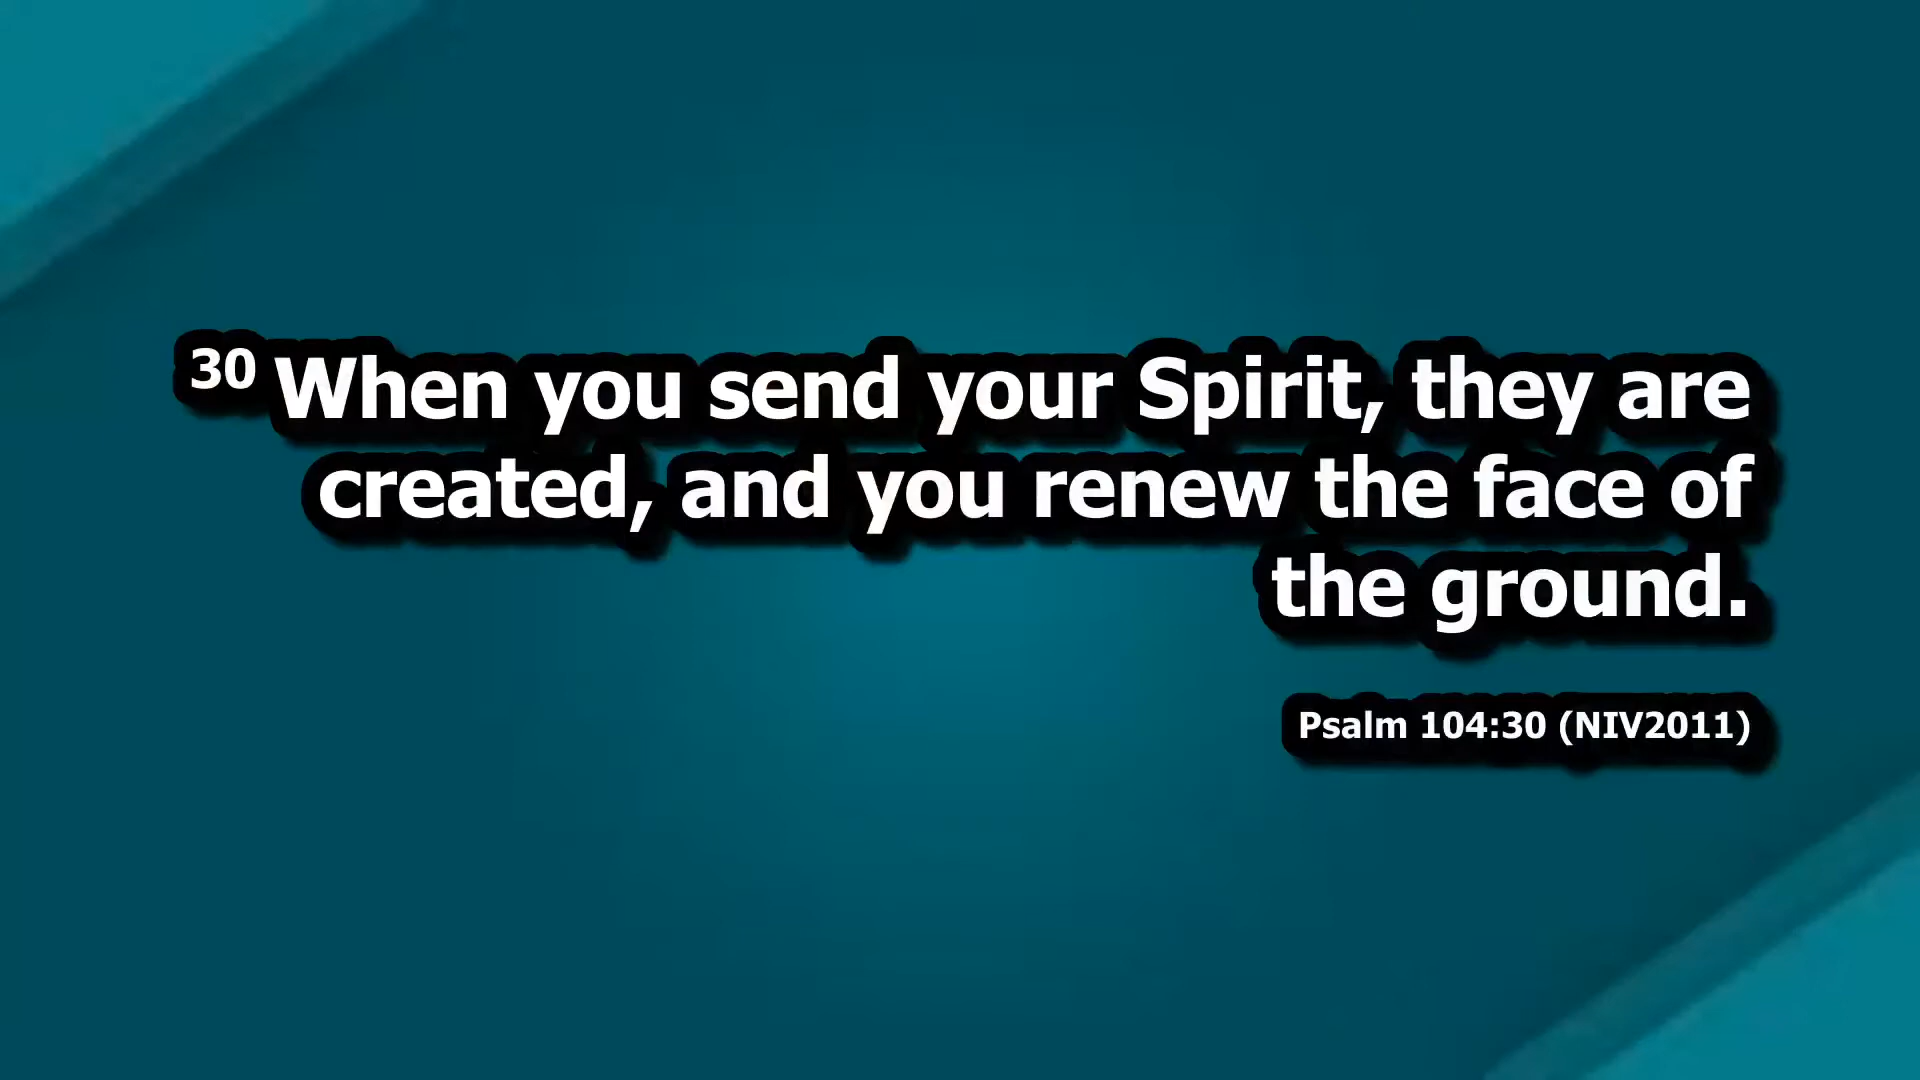 30 When you send your Spirit, they are
created, and you renew the face of
the ground.
Psalm 104:30 (NIV2011)